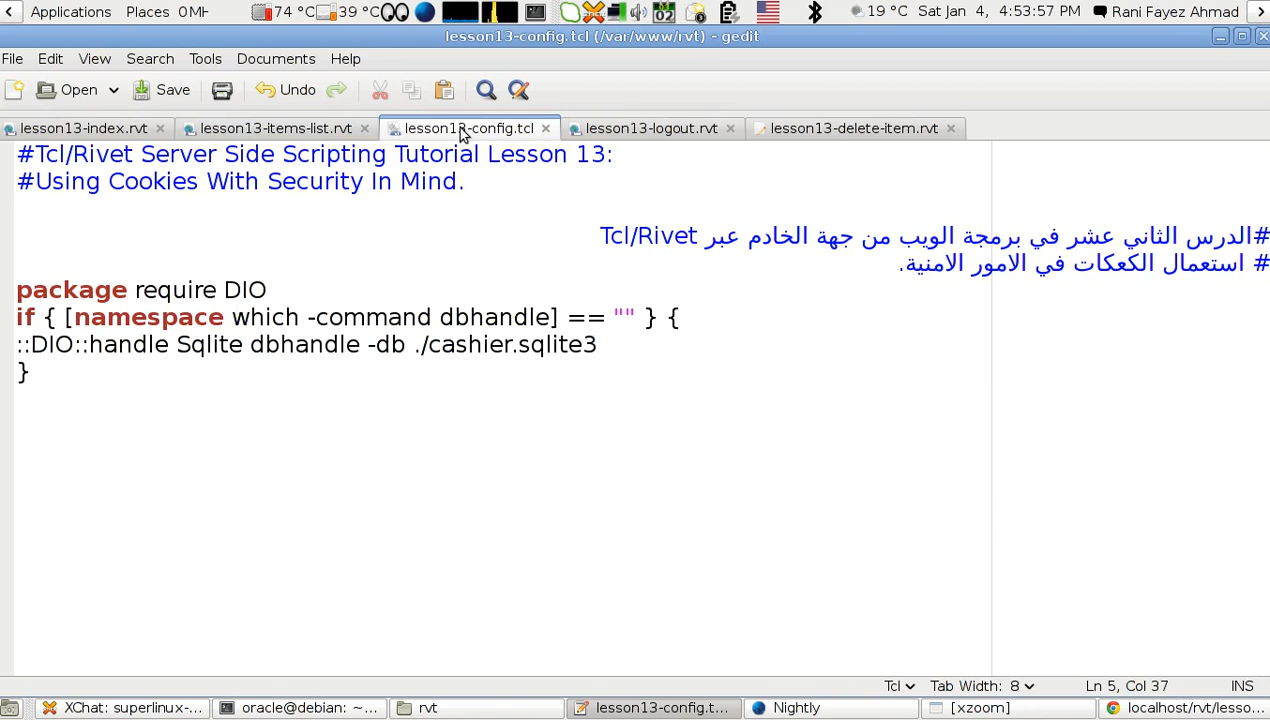 Applications Places 0MH 74 °C 39 °C 19 °C Sat Jan 4, 4:53:57 PM Rani Fayez Ahmad
lesson13-config.tcl (/var/www/rvt) - gedit
File Edit View Search Tools Documents Help
Open Save Undo
lesson13-index.rvt lesson13-items-list.rvt lesson13-config.tcl lesson13-logout.rvt lesson13-delete-item.rvt
#Tcl/Rivet Server Side Scripting Tutorial Lesson 13:
#Using Cookies With Security In Mind.
#الدرس الثاني عشر في برمجة الويب من جهة الخادم عبر Tcl/Rivet
# استعمال الكعكات في الامور الامنية.
package require DIO
if { [namespace which -command dbhandle] == "" } {
::DIO::handle Sqlite dbhandle -db ./cashier.sqlite3
}
Tcl Tab Width: 8 Ln 5, Col 37 INS
XChat: superlinux-... oracle@debian: ~... rvt lesson13-config.t... Nightly [xzoom] localhost/rvt/lesso...